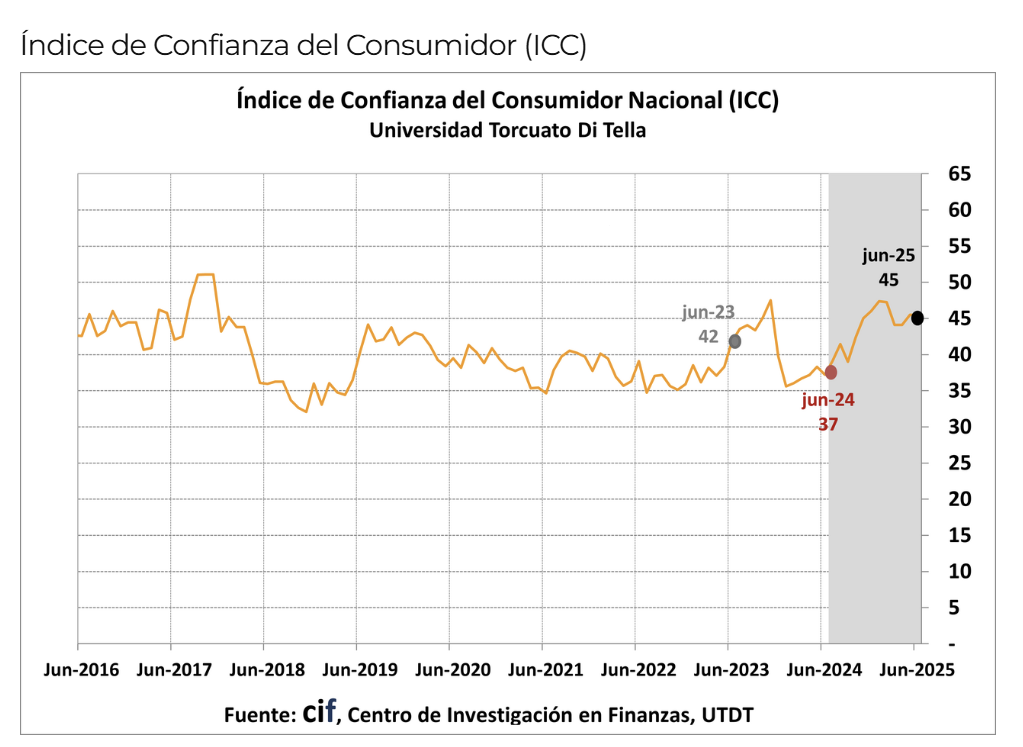 Índice de Confianza del Consumidor (ICC)
Índice de Confianza del Consumidor Nacional (ICC)
Universidad Torcuato Di Tella
65
60
55
50
45
40
35
30
25
20
15
10
5
-
jun-23
42
jun-24
37
jun-25
45
Jun-2016 Jun-2017 Jun-2018 Jun-2019 Jun-2020 Jun-2021 Jun-2022 Jun-2023 Jun-2024 Jun-2025
Fuente: cif, Centro de Investigación en Finanzas, UTDT